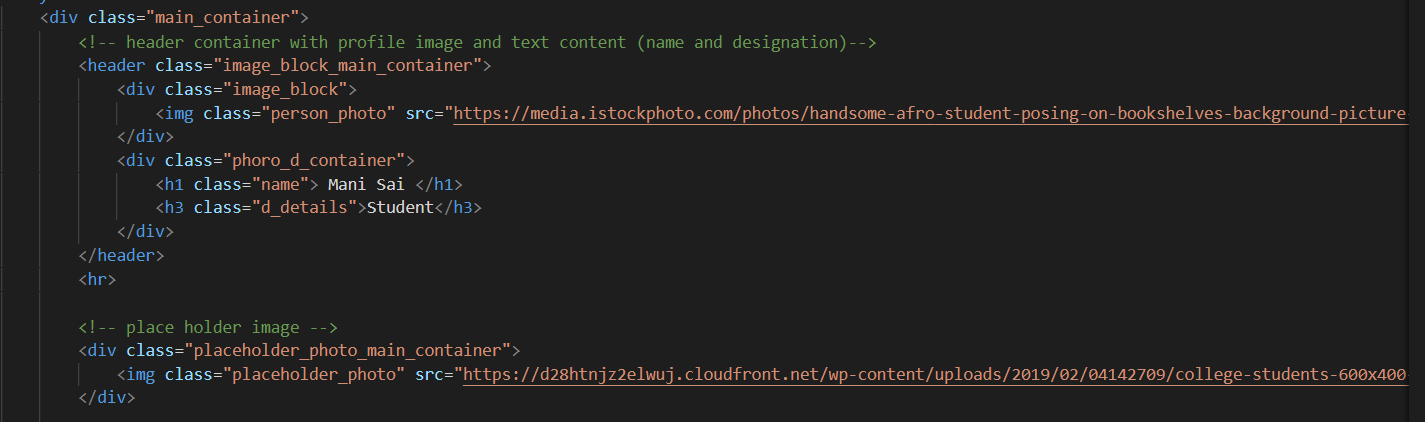 <div class="main_container">
<!-- header container with profile image and text content (name and designation)-->
<header class="image_block_main_container">
<div class="image_block">
<img class="person_photo" src="https://media.istockphoto.com/photos/handsome-afro-student-posing-on-bookshelves-background-picture-
</div>
<div class="phoro_d_container">
<h1 class="name"> Mani Sai </h1>
<h3 class="d_details">Student</h3>
</div>
</header>
<hr>
<!-- place holder image -->
<div class="placeholder_photo_main_container">
<img class="placeholder_photo" src="https://d28htnjz2elwuj.cloudfront.net/wp-content/uploads/2019/02/04142709/college-students-600x400-
</div>